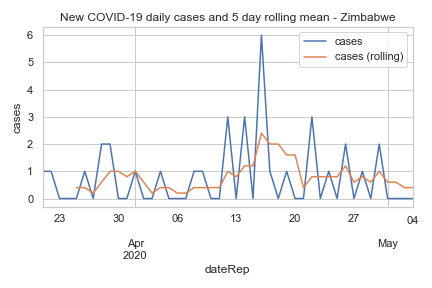 New COVID-19 daily cases and 5 day rolling mean - Zimbabwe
cases
cases (rolling)
6
5
4
3
2
1
0
cases
23
30
06
13
20
27
04
Apr
2020
May
dateRep